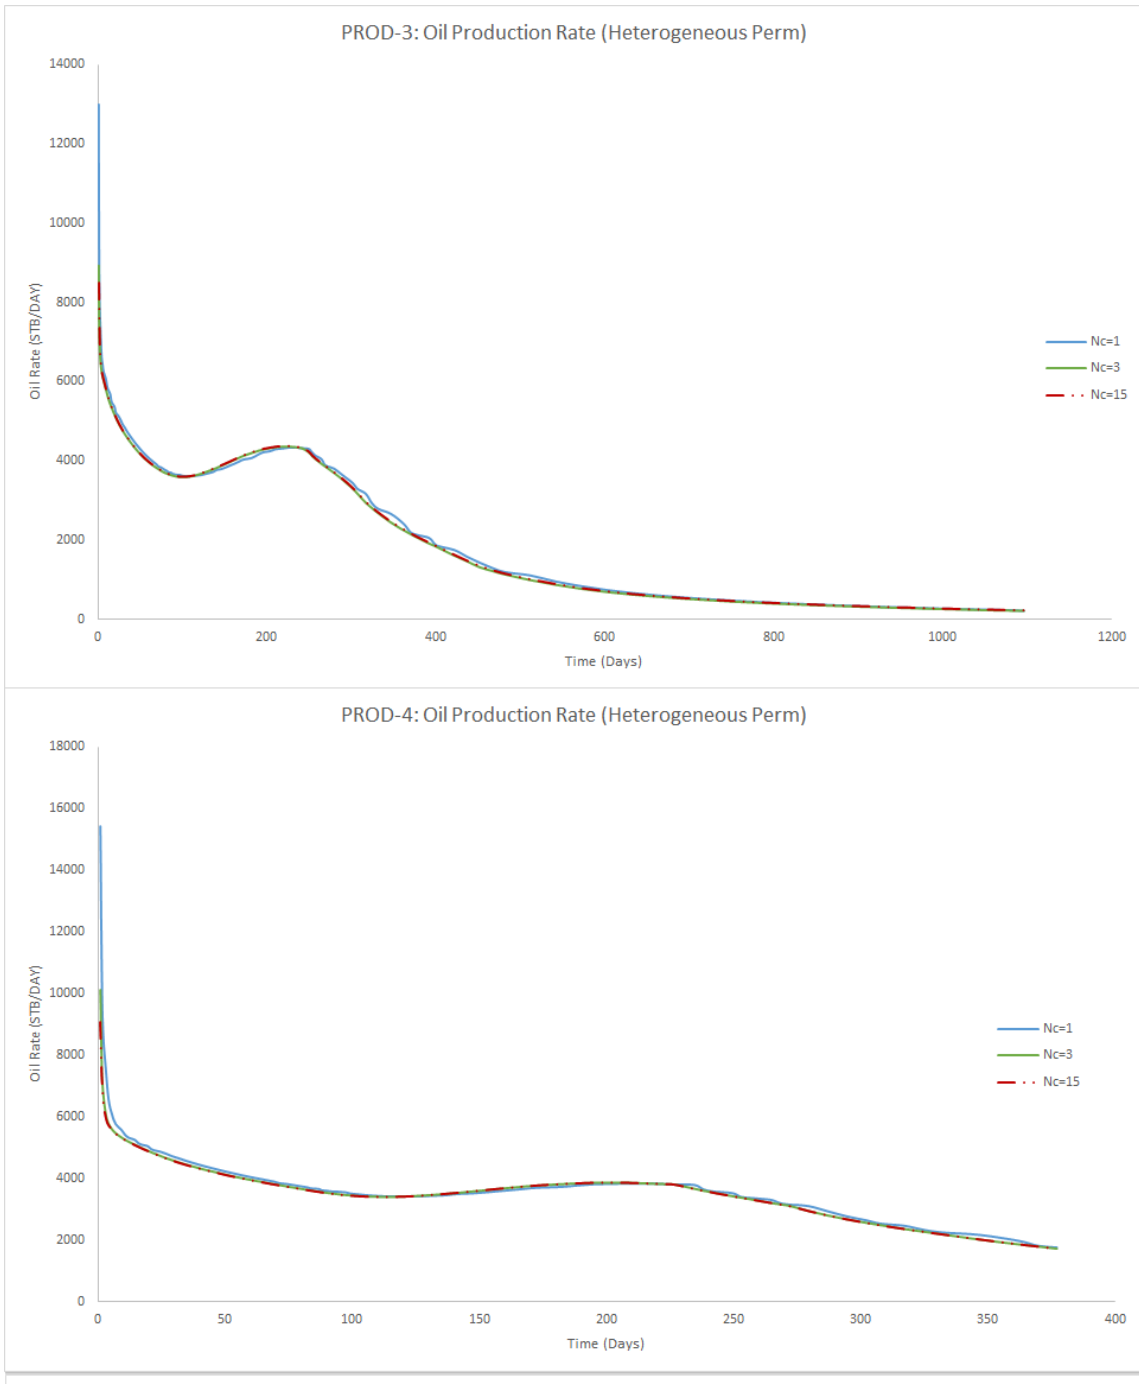 PROD-3: Oil Production Rate (Heterogeneous Perm)
14000
12000
10000
8000
6000
4000
2000
0
Oil Rate (STB/DAY)
Nc=1
Nc=3
Nc=15
0 200 400 600 800 1000 1200
Time (Days)
PROD-4: Oil Production Rate (Heterogeneous Perm)
18000
16000
14000
12000
10000
8000
6000
4000
2000
0
Oil Rate (STB/DAY)
Nc=1
Nc=3
Nc=15
0 50 100 150 200 250 300 350 400
Time (Days)